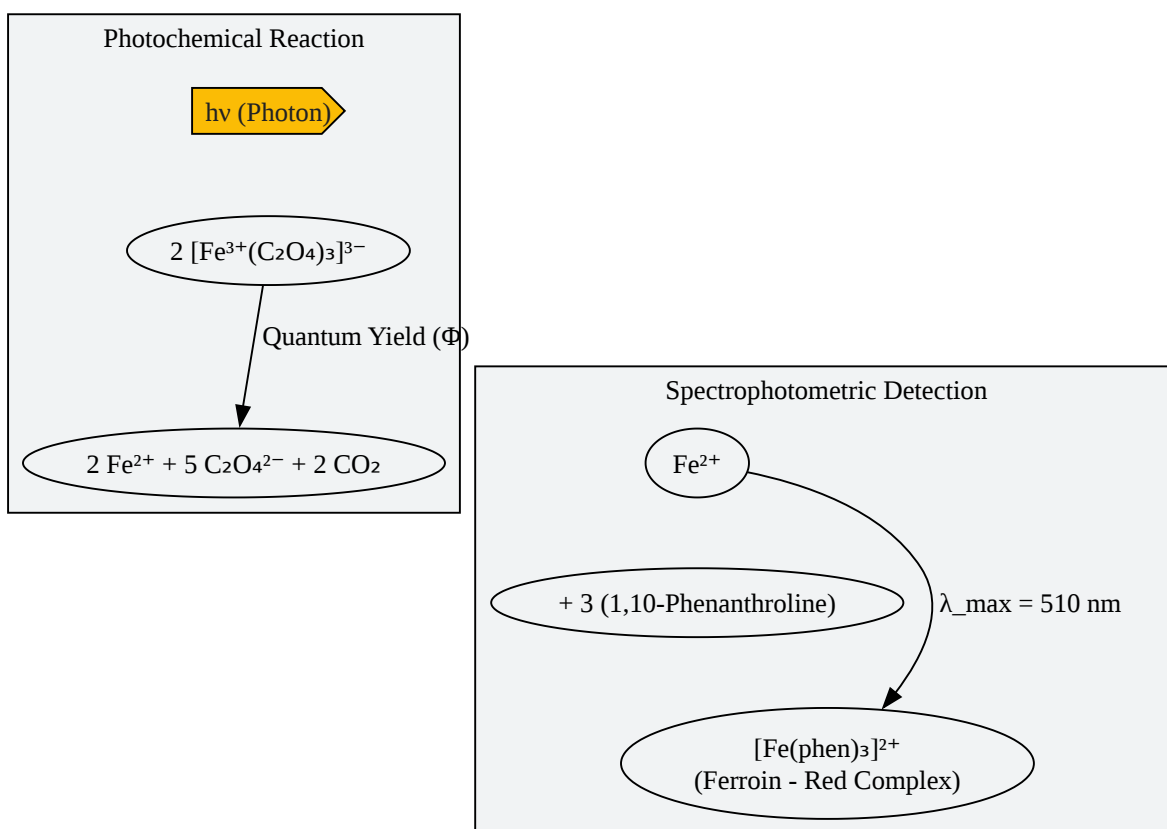 Photochemical Reaction
hν (Photon)
2 [Fe³⁺(C₂O₄)₃]³⁻
Quantum Yield (Φ)
2 Fe²⁺ + 5 C₂O₄²⁻ + 2 CO₂
Spectrophotometric Detection
Fe²⁺
+ 3 (1,10-Phenanthroline)
λ_max = 510 nm
[Fe(phen)₃]²⁺
(Ferroin - Red Complex)